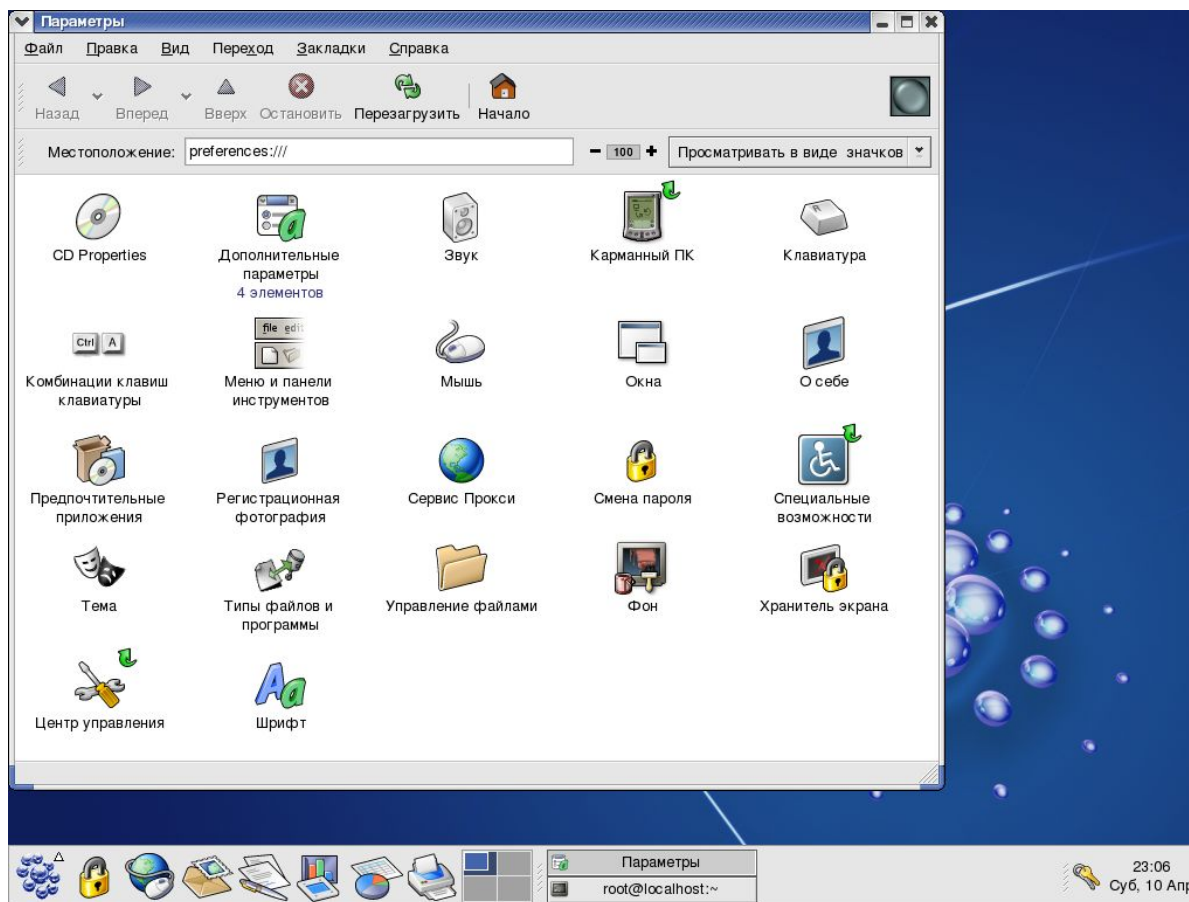 Параметры
Файл Правка Вид Переход Закладки Справка
Назад Вперед Вверх Остановить Перезагрузить Начало
Местоположение: preferences:/// 100 Просматривать в виде значков
CD Properties
Дополнительные
параметры
4 элементов
Звук
Карманный ПК
Клавиатура
Ctrl A
Комбинации клавиш
клавиатуры
file edit
Меню и панели
инструментов
Мышь
Окна
О себе
Предпочтительные
приложения
Регистрационная
фотография
Сервис Прокси
Смена пароля
Специальные
возможности
Тема
Типы файлов и
программы
Управление файлами
Фон
Хранитель экрана
Центр управления
Aa
Шрифт
Параметры
root@localhost:~
23:06
Суб, 10 Апр